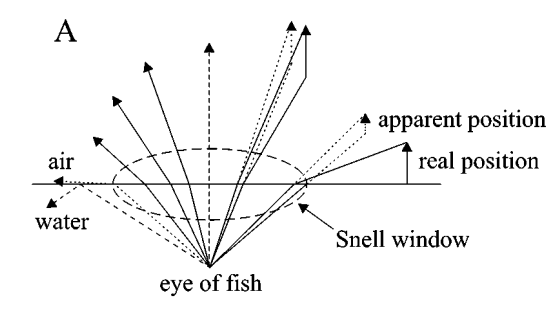 A
apparent position
air
real position
water
Snell window
eye of fish